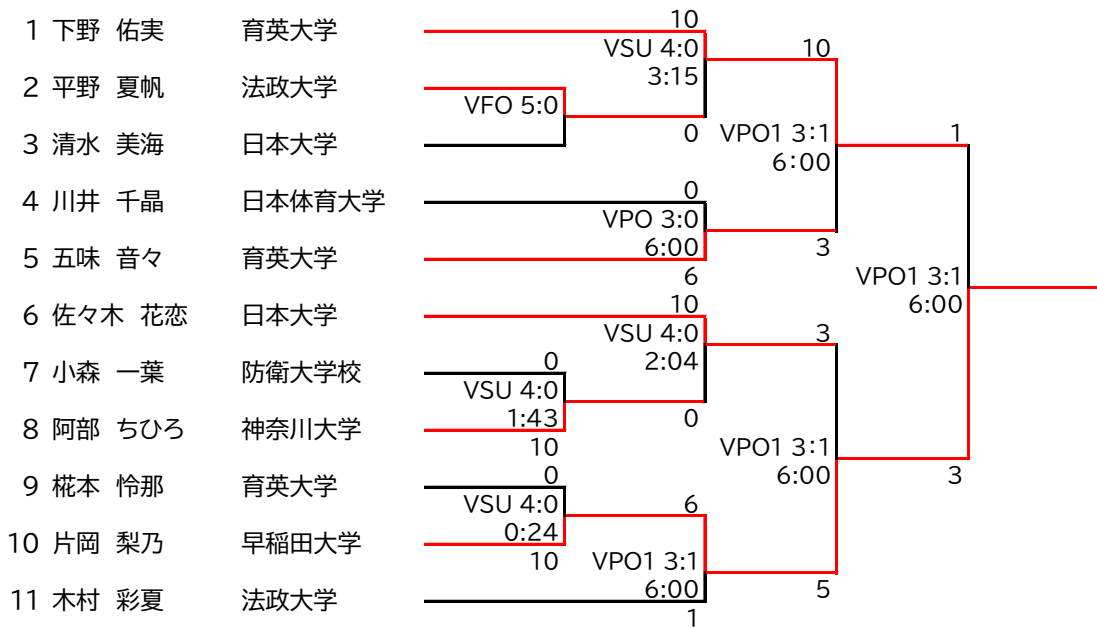 1 下野 佑実 育英大学
2 平野 夏帆 法政大学
3 清水 美海 日本大学
4 川井 千晶 日本体育大学
5 五味 音々 育英大学
6 佐々木 花恋 日本大学
7 小森 一葉 防衛大学校
8 阿部 ちひろ 神奈川大学
9 椛本 怜那 育英大学
10 片岡 梨乃 早稲田大学
11 木村 彩夏 法政大学
VFO 5:0
0
VSU 4:0
1:43
10
0
VSU 4:0
0:24
10
10
VSU 4:0
3:15
0
0
VPO 3:0
6:00
6
10
VSU 4:0
2:04
0
6
VPO1 3:1
6:00
1
10
VPO1 3:1
6:00
3
3
VPO1 3:1
6:00
5
1
VPO1 3:1
6:00
3